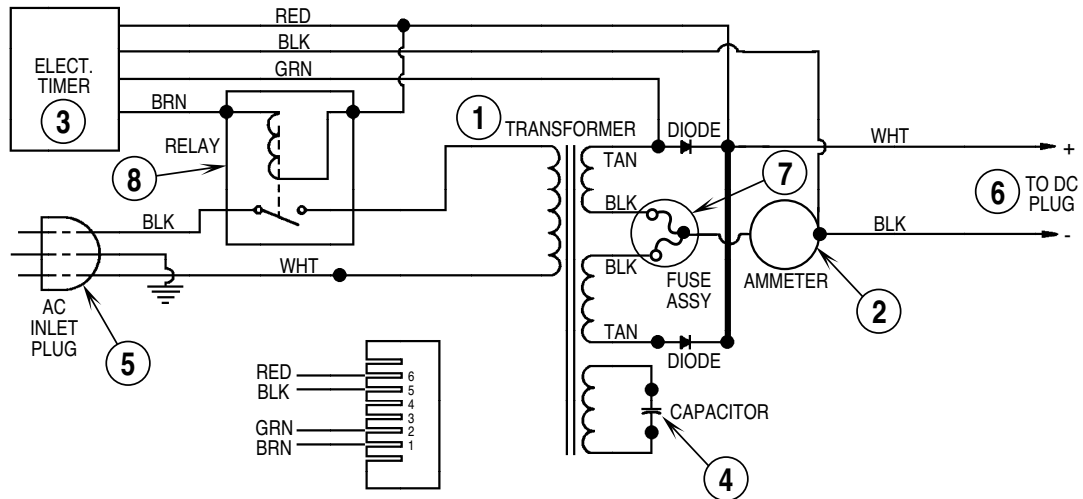 RED
BLK
ELECT.
TIMER
3
GRN
BRN
1
TRANSFORMER
DIODE
WHT
+
RELAY
8
TAN
7
6
TO DC
PLUG
BLK
BLK
BLK
-
WHT
BLK
FUSE
ASSY
AMMETER
2
AC
INLET
PLUG
5
TAN
DIODE
RED
BLK
GRN
BRN
6
5
4
3
2
1
CAPACITOR
4